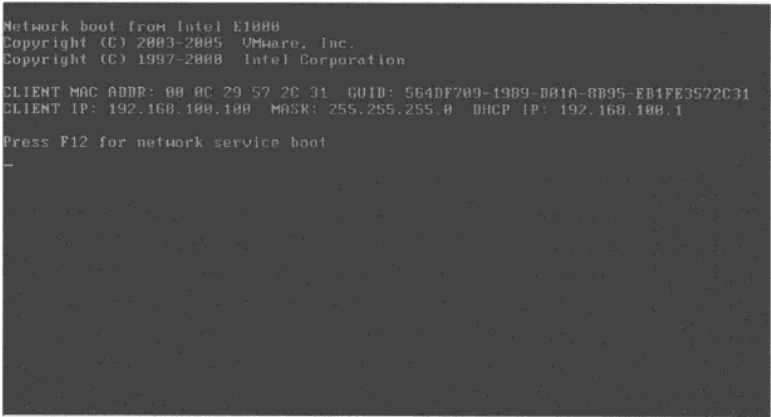 Network boot from Intel E1000
Copyright (C) 2003-2005  VMware, Inc.
Copyright (C) 1997-2000  Intel Corporation
CLIENT MAC ADDR: 00 0C 29 57 2C 31  GUID: 564DF709-1989-D01A-8B95-EB1FE3572C31
CLIENT IP: 192.168.100.100  MASK: 255.255.255.0  DHCP IP: 192.168.100.1
Press F12 for network service boot